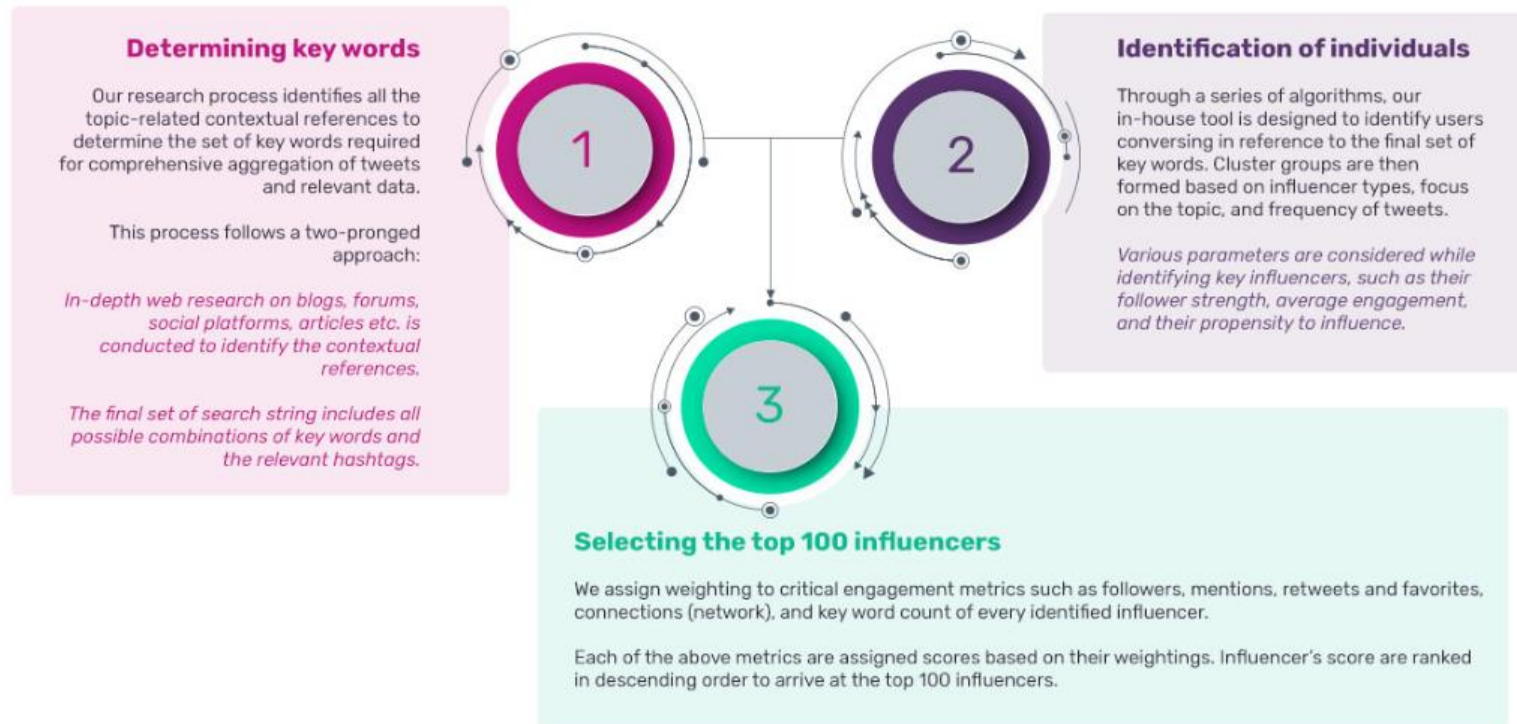 Determining key words
Our research process identifies all the
topic-related contextual references to
determine the set of key words required
for comprehensive aggregation of tweets
and relevant data.
This process follows a two-pronged
approach:
In-depth web research on blogs, forums,
social platforms, articles etc. is
conducted to identify the contextual
references.
The final set of search string includes all
possible combinations of key words and
the relevant hashtags.
1
2
Identification of individuals
Through a series of algorithms, our
in-house tool is designed to identify users
conversing in reference to the final set of
key words. Cluster groups are then
formed based on influencer types, focus
on the topic, and frequency of tweets.
Various parameters are considered while
identifying key influencers, such as their
follower strength, average engagement,
and their propensity to influence.
3
Selecting the top 100 influencers
We assign weighting to critical engagement metrics such as followers, mentions, retweets and favorites,
connections (network), and key word count of every identified influencer.
Each of the above metrics are assigned scores based on their weightings. Influencer's score are ranked
in descending order to arrive at the top 100 influencers.